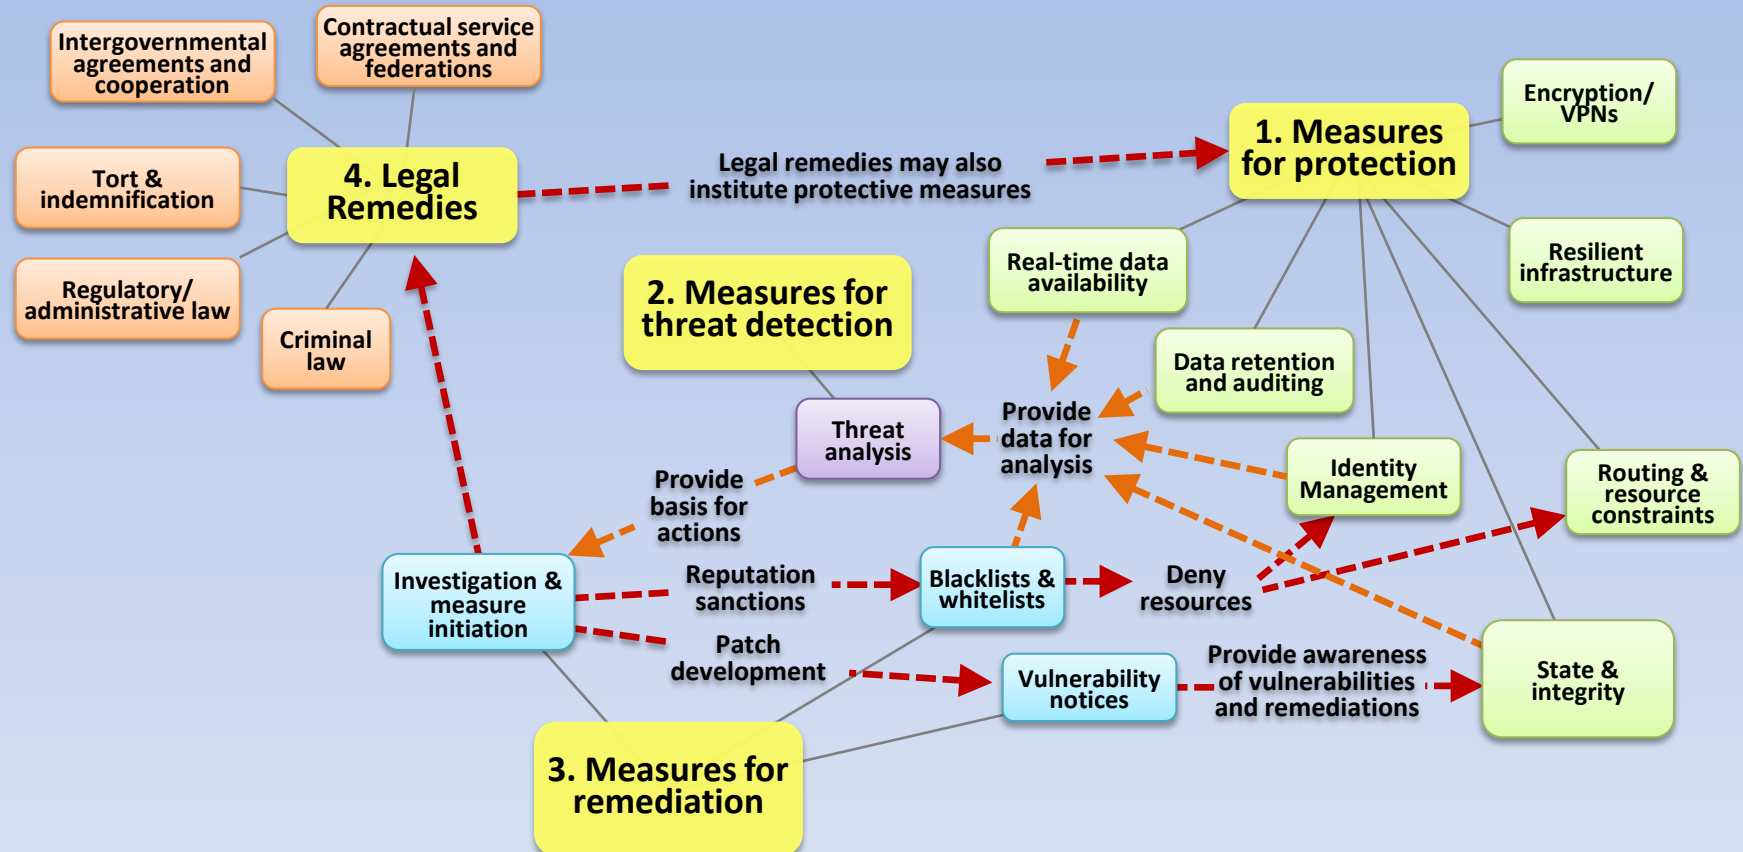 Intergovernmental
agreements and
cooperation
Contractual service
agreements and
federations
Tort &
indemnification
4. Legal
Remedies
Regulatory/
administrative law
Criminal
law
Legal remedies may also
institute protective measures
1. Measures
for protection
Encryption/
VPNs
Resilient
infrastructure
Real-time data
availability
2. Measures for
threat detection
Data retention
and auditing
Threat
analysis
Provide
data for
analysis
Identity
Management
Routing &
resource
constraints
Provide
basis for
actions
Investigation &
measure
initiation
Reputation
sanctions
Blacklists &
whitelists
Deny
resources
Patch
development
Vulnerability
notices
Provide awareness
of vulnerabilities
and remediations
State &
integrity
3. Measures for
remediation